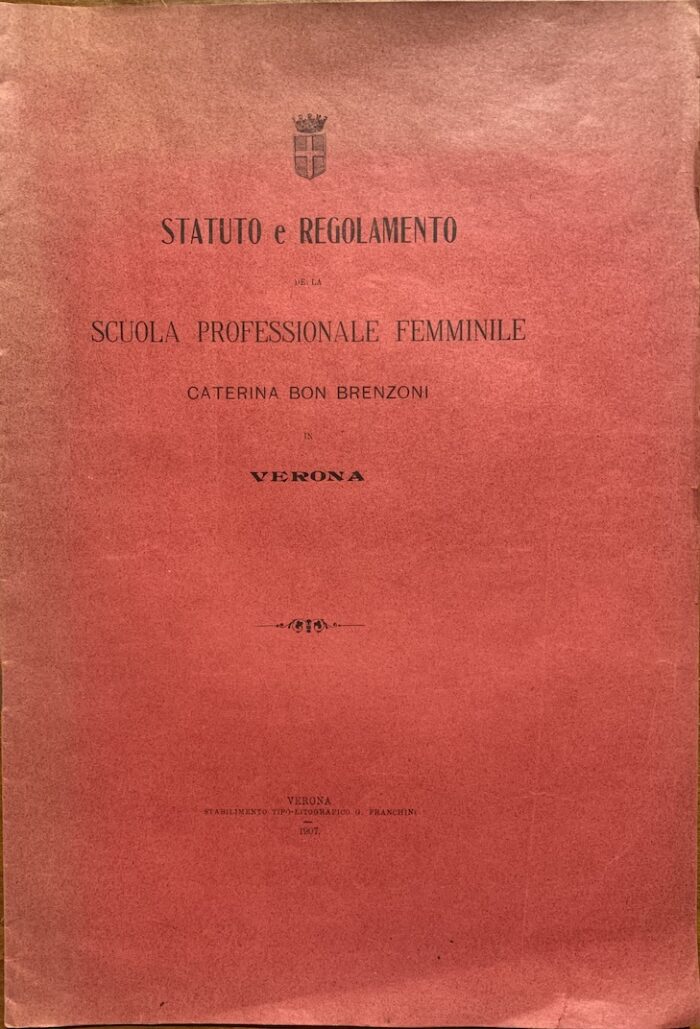 STATUTO e REGOLAMENTO
DELLA
SCUOLA PROFESSIONALE FEMMINILE
CATERINA BON BRENZONI
IN
VERONA
VERONA
STABILIMENTO TIPO-LITOGRAFICO G. FRANCHINI
1907.